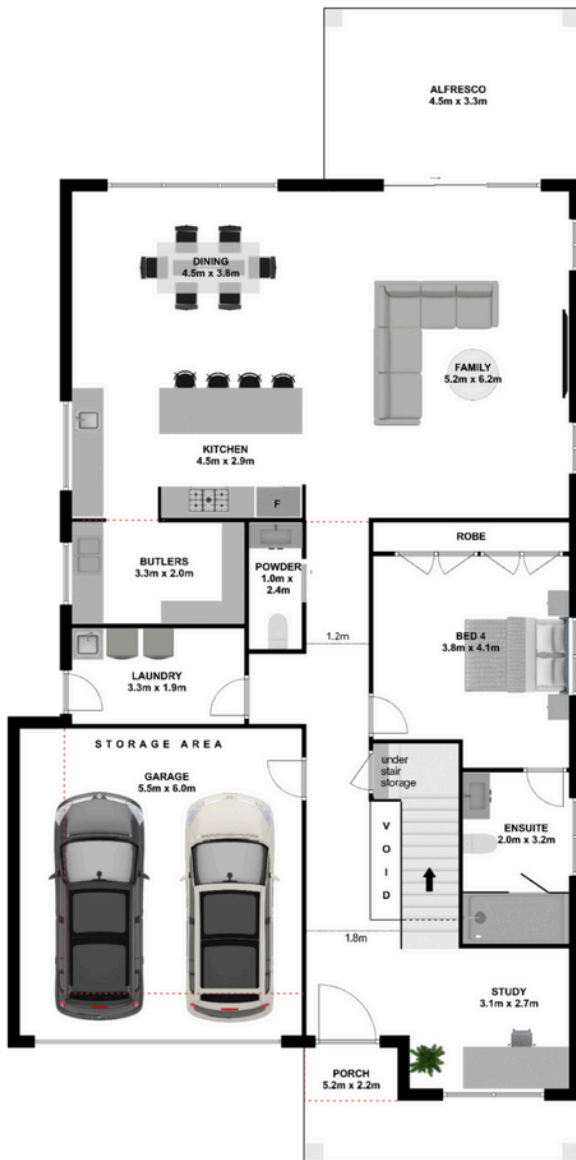 ALFRESCO
4.5m x 3.3m
DINING
4.5m x 3.8m
FAMILY
5.2m x 6.2m
KITCHEN
4.5m x 2.9m
F
ROBE
BUTLERS
3.3m x 2.0m
POWDER
1.0m x
2.4m
1.2m
BED 4
3.8m x 4.1m
LAUNDRY
3.3m x 1.9m
STORAGE AREA
GARAGE
5.5m x 6.0m
under
stair
storage
VOID
ENSUITE
2.0m x 3.2m
1.8m
STUDY
3.1m x 2.7m
PORCH
5.2m x 2.2m